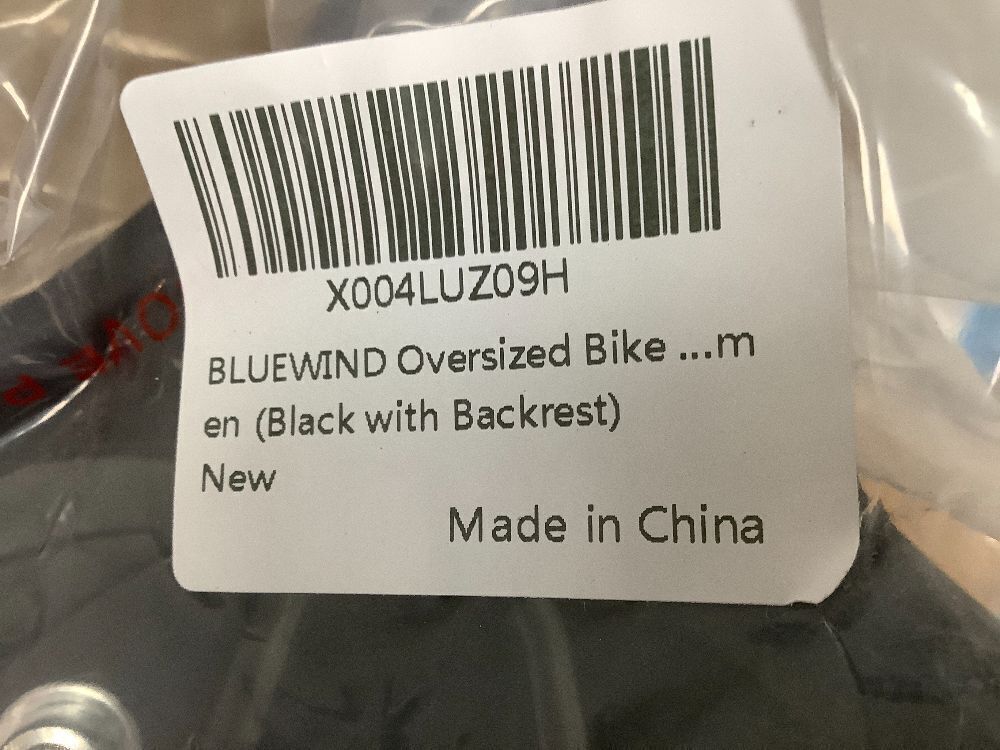 X004LUZ09H
BLUEWIND Oversized Bike ...m
en (Black with Backrest)
New
Made in China